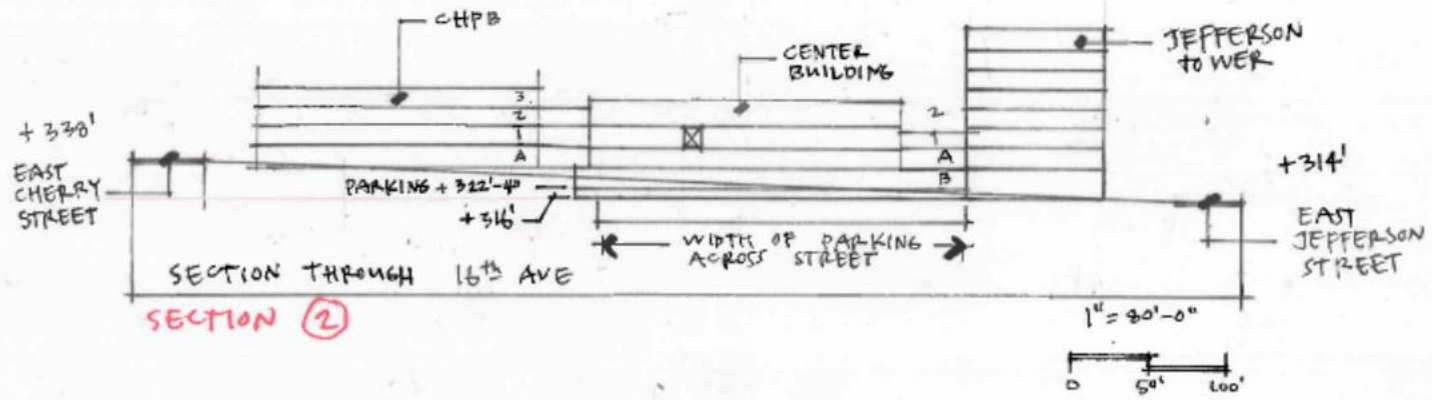 CHPB
CENTER
BUILDING
JEFFERSON
TOWER
3
2
1
A
2
1
A
B
+338'
EAST
CHERRY
STREET
PARKING +322'-4"
+316'
WIDTH OF PARKING
ACROSS STREET
+314'
EAST
JEFFERSON
STREET
SECTION THROUGH 16TH AVE
SECTION 2
1" = 80'-0"
0 50' 100'